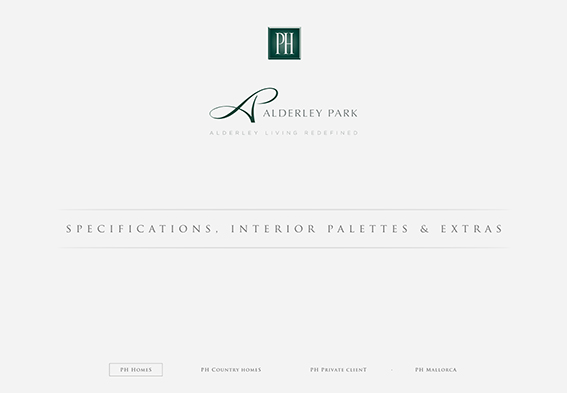 PH
AP ALDERLEY PARK
ALDERLEY LIVING REDEFINED
SPECIFICATIONS, INTERIOR PALETTES & EXTRAS
PH HOMES PH COUNTRY HOMES PH PRIVATE CLIENT · PH MALLORCA